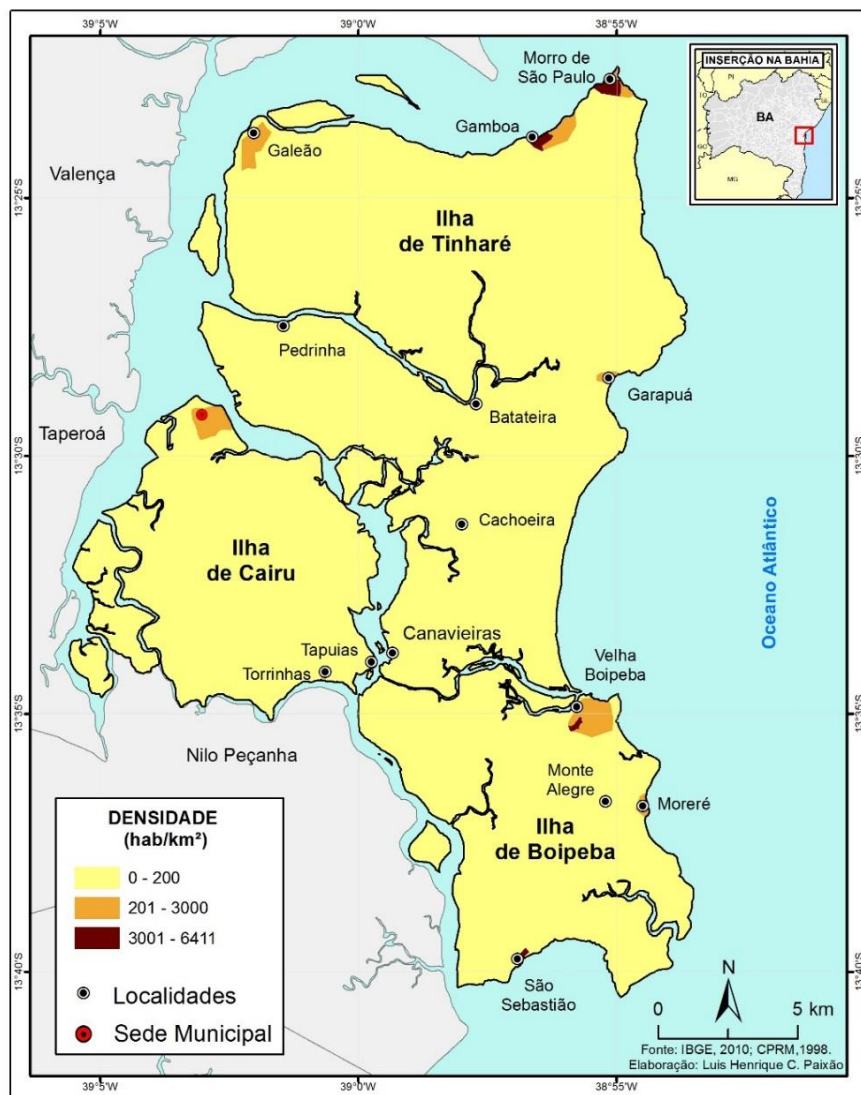 39°5'W
39°0'W
38°55'W
Morro de
São Paulo
INSERÇÃO NA BAHIA
PI
TO
BA
GO
MG
Gamboa
Galeão
Valença
13°25'S
13°25'S
Ilha
de Tinharé
Pedrinha
Garapuá
Batateira
Taperoá
13°30'S
13°30'S
Cachoeira
Ilha
de Cairu
Oceano Atlântico
Canavieiras
Tapuias
Torrinhas
Velha
Boipeba
13°35'S
13°35'S
Nilo Peçanha
Monte
Alegre
Moreré
Ilha
de Boipeba
DENSIDADE
(hab/km²)
0 - 200
201 - 3000
3001 - 6411
Localidades
Sede Municipal
São
Sebastião
13°40'S
13°40'S
N
0 5 km
Fonte: IBGE, 2010; CPRM,1998.
Elaboração: Luis Henrique C. Paixão
39°5'W
39°0'W
38°55'W